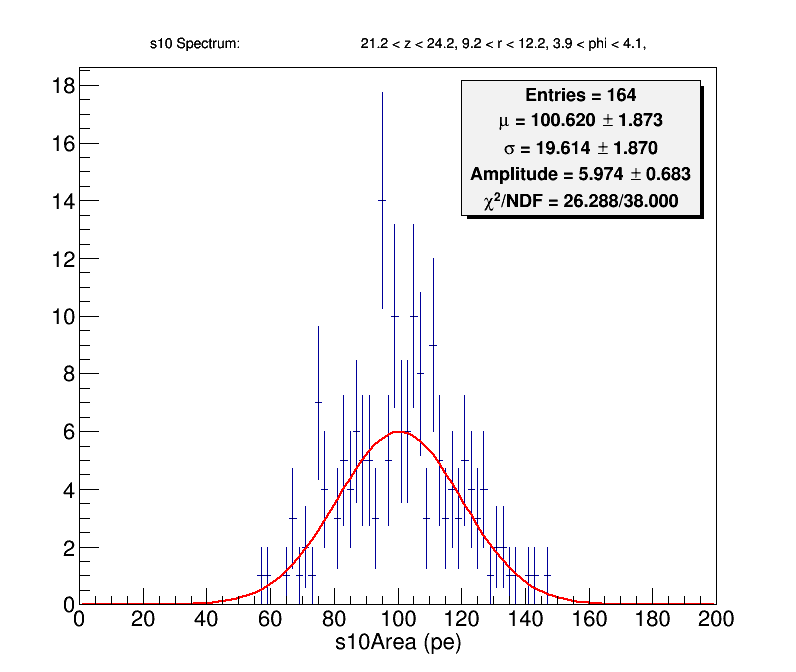 s10 Spectrum: 21.2 < z < 24.2, 9.2 < r < 12.2, 3.9 < phi < 4.1,
Entries = 164
μ = 100.620 ± 1.873
σ = 19.614 ± 1.870
Amplitude = 5.974 ± 0.683
χ²/NDF = 26.288/38.000
18
16
14
12
10
8
6
4
2
0
0 20 40 60 80 100 120 140 160 180 200
s10Area (pe)